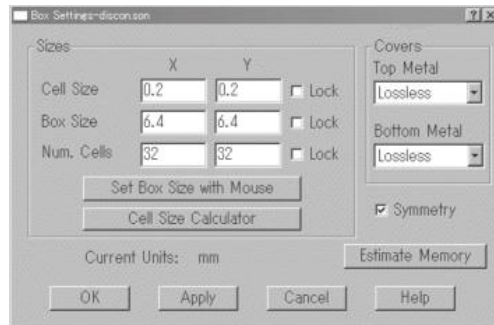 Box Settings-discon.son
Sizes
X Y
Cell Size 0.2 0.2 Lock
Box Size 6.4 6.4 Lock
Num. Cells 32 32 Lock
Set Box Size with Mouse
Cell Size Calculator
Current Units: mm
Covers
Top Metal
Lossless
Bottom Metal
Lossless
Symmetry
Estimate Memory
OK Apply Cancel Help